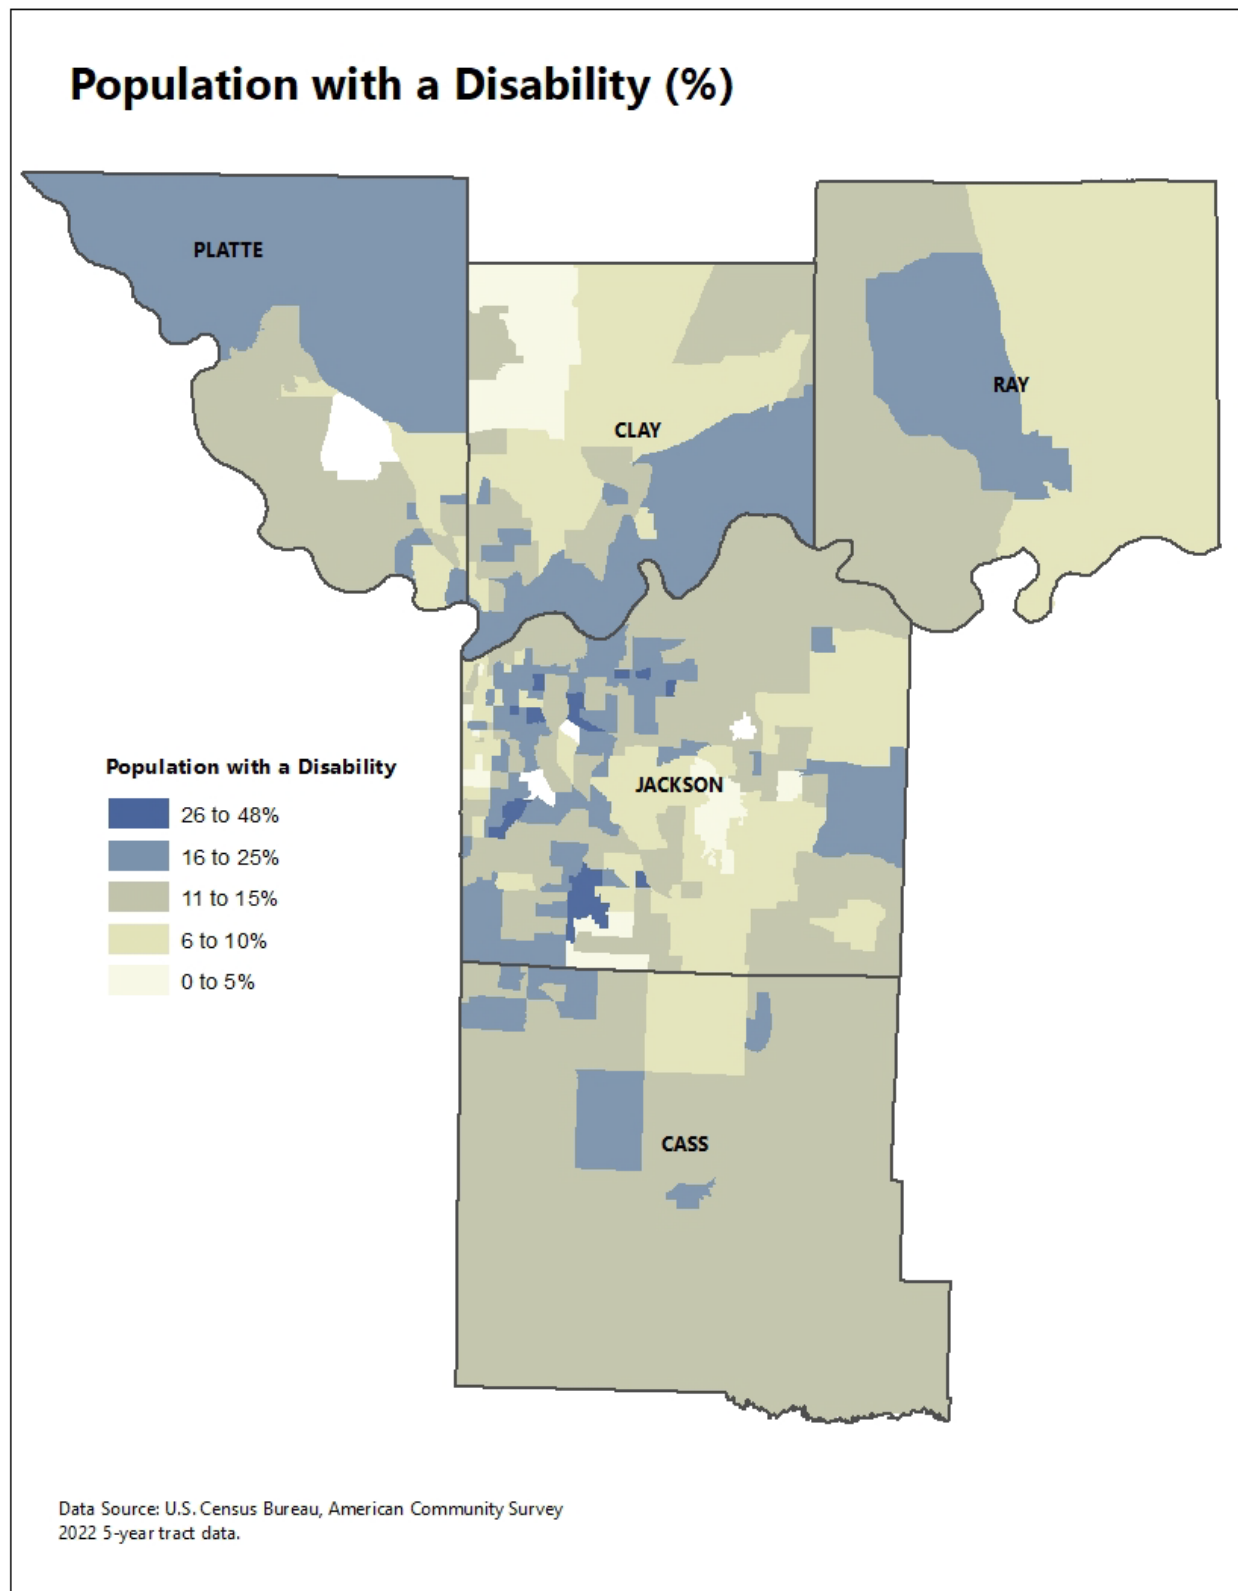 Population with a Disability (%)
PLATTE
CLAY
RAY
JACKSON
CASS
Population with a Disability
26 to 48%
16 to 25%
11 to 15%
6 to 10%
0 to 5%
Data Source: U.S. Census Bureau, American Community Survey
2022 5-year tract data.